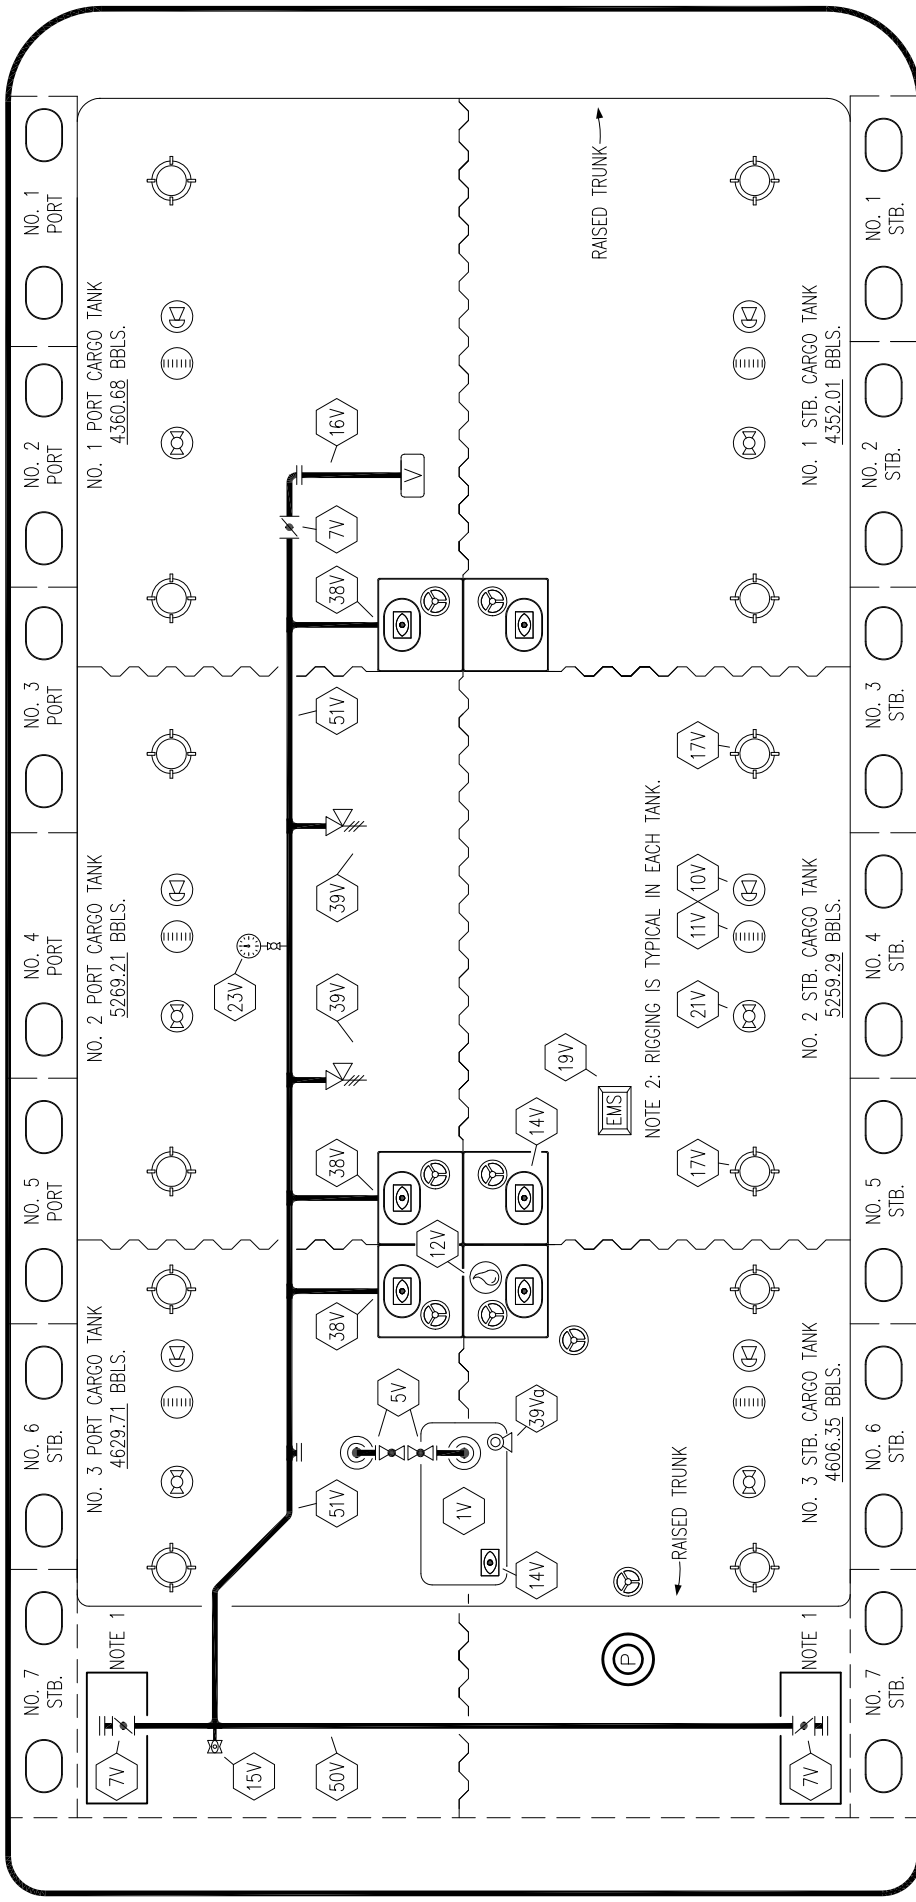 NO. 7
STB.
NO. 6
STB.
NO. 5
PORT
NO. 4
PORT
NO. 3
PORT
NO. 2
PORT
NO. 1
PORT
NOTE 1
7V
NO. 3 PORT CARGO TANK
4629.71 BBLS.
NO. 2 PORT CARGO TANK
5269.21 BBLS.
NO. 1 PORT CARGO TANK
4360.68 BBLS.
15V
50V
51V
38V
38V
23V
39V
39V
51V
38V
7V
16V
V
5V
12V
1V
39Va
14V
14V
19V
EMS
RAISED TRUNK
P
NOTE 2: RIGGING IS TYPICAL IN EACH TANK.
RAISED TRUNK
17V
21V
11V
10V
17V
NOTE 1
7V
NO. 3 STB. CARGO TANK
4606.35 BBLS.
NO. 2 STB. CARGO TANK
5259.29 BBLS.
NO. 1 STB. CARGO TANK
4352.01 BBLS.
NO. 7
STB.
NO. 6
STB.
NO. 5
STB.
NO. 4
STB.
NO. 3
STB.
NO. 2
STB.
NO. 1
STB.